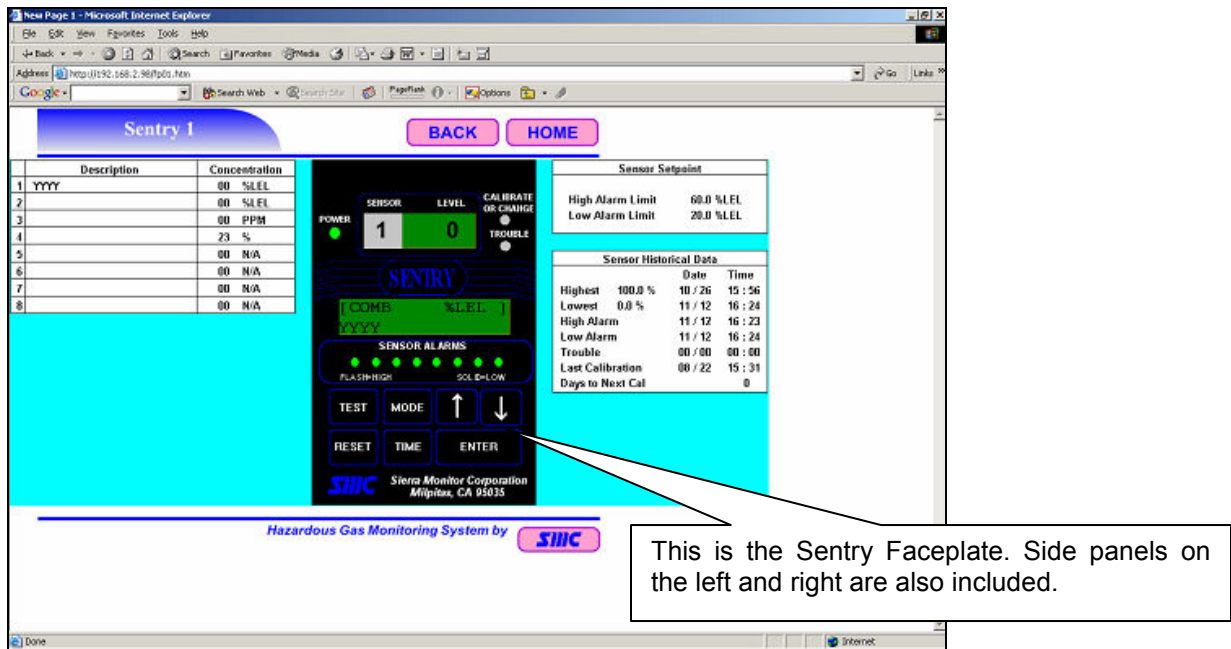 New Page 1 - Microsoft Internet Explorer
File Edit View Favorites Tools Help
Back Search Favorites Media
Address http://192.168.2.98/fp01.htm Go Links »
Google Search Web Search Site PageRank Options
Sentry 1
BACK HOME
Description Concentration
1 YYYY 00 %LEL
2 00 %LEL
3 00 PPM
4 23 %
5 00 N/A
6 00 N/A
7 00 N/A
8 00 N/A
POWER
SENSOR LEVEL
1 0
CALIBRATE
OR CHANGE
TROUBLE
SENTRY
[COMB %LEL ]
YYYY
SENSOR ALARMS
FLASH=HIGH SOLID=LOW
TEST MODE ↑ ↓
RESET TIME ENTER
SMC Sierra Monitor Corporation
Milpitas, CA 95035
Sensor Setpoint
High Alarm Limit 60.0 %LEL
Low Alarm Limit 20.0 %LEL
Sensor Historical Data
Date Time
Highest 100.0 % 10 / 26 15 : 56
Lowest 0.0 % 11 / 12 16 : 24
High Alarm 11 / 12 16 : 23
Low Alarm 11 / 12 16 : 24
Trouble 00 / 00 00 : 00
Last Calibration 08 / 22 15 : 31
Days to Next Cal 0
Hazardous Gas Monitoring System by SMC
This is the Sentry Faceplate. Side panels on
the left and right are also included.
Done Internet